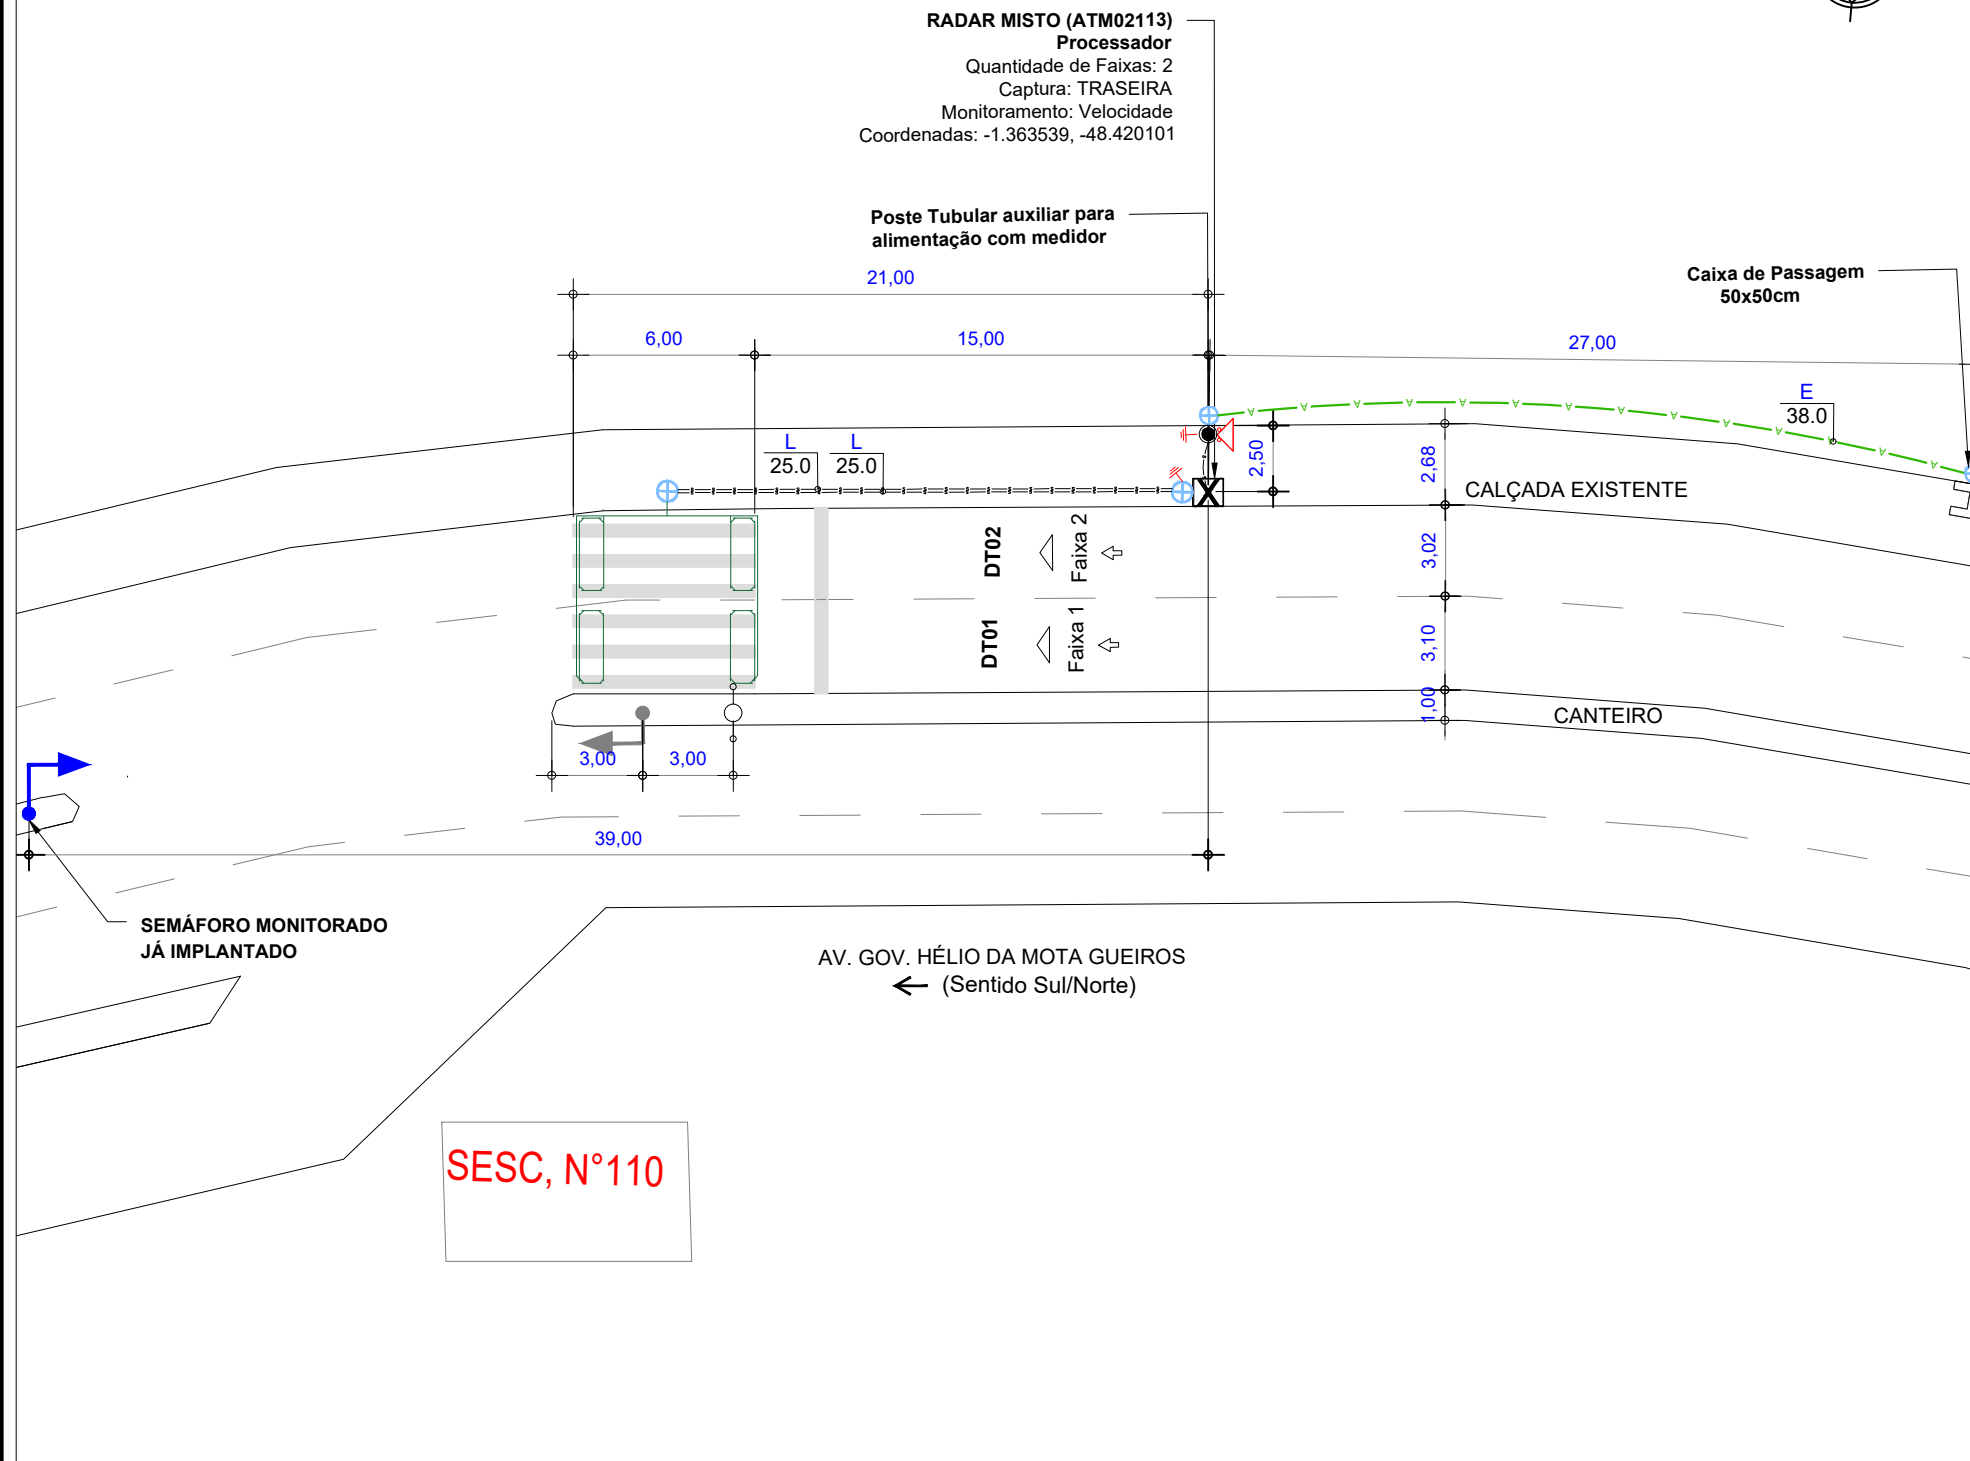 RADAR MISTO (ATM02113)
Processador
Quantidade de Faixas: 2
Captura: TRASEIRA
Monitoramento: Velocidade
Coordenadas: -1.363539, -48.420101
Poste Tubular auxiliar para
alimentação com medidor
Caixa de Passagem
50x50cm
21,00
6,00
15,00
27,00
E
38.0
L
25.0
L
25.0
2,50
2,68
CALÇADA EXISTENTE
DT02
Faixa 2
3,02
DT01
Faixa 1
3,10
1,00
CANTEIRO
3,00
3,00
39,00
SEMÁFORO MONITORADO
JÁ IMPLANTADO
AV. GOV. HÉLIO DA MOTA GUEIROS
(Sentido Sul/Norte)
SESC, N°110
X